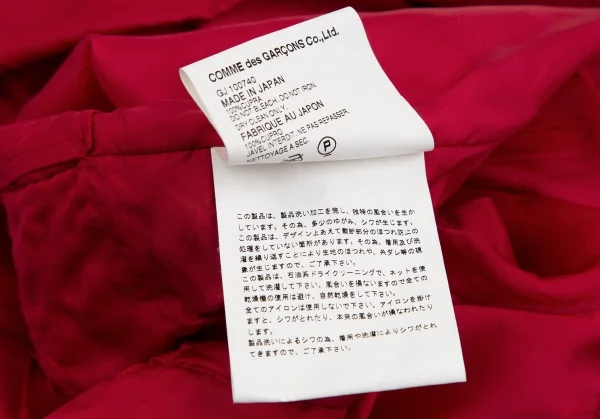 COMME des GARÇONS Co.,Ltd.
GJ 100740
MADE IN JAPAN
100%CUPRA
DO NOT BLEACH, DO NOT IRON.
DRY CLEAN ONLY.
FABRIQUE AU JAPON
100%CUPRO
JAVEL INTERDIT, NE PAS REPASSER.
NETTOYAGE A SEC.
P
この製品は、製品洗い加工を施し、独特の風合いを生か
しています。その為、多少のゆがみ、シワが生じます。
この製品は、デザイン上あえて裁断部分のほつれ防止の
処理をしていない箇所があります。その為、着用及び洗
濯を繰り返すことにより生地のほつれや、糸ダレ等の現
象が生じますので、ご了承下さい。
この製品は、石油系ドライクリーニングで、ネットを使
用して洗濯して下さい。風合いを損ないますので全ての
乾燥機の使用は避け、自然乾燥をして下さい。
全てのアイロンは使用しないで下さい。アイロンを掛け
ますと、シワがとれたり、本来の風合いが損なわれたり
します。
製品洗いによるシワの為、着用や洗濯によりシワがとれ
てきますので、ご了承下さい。